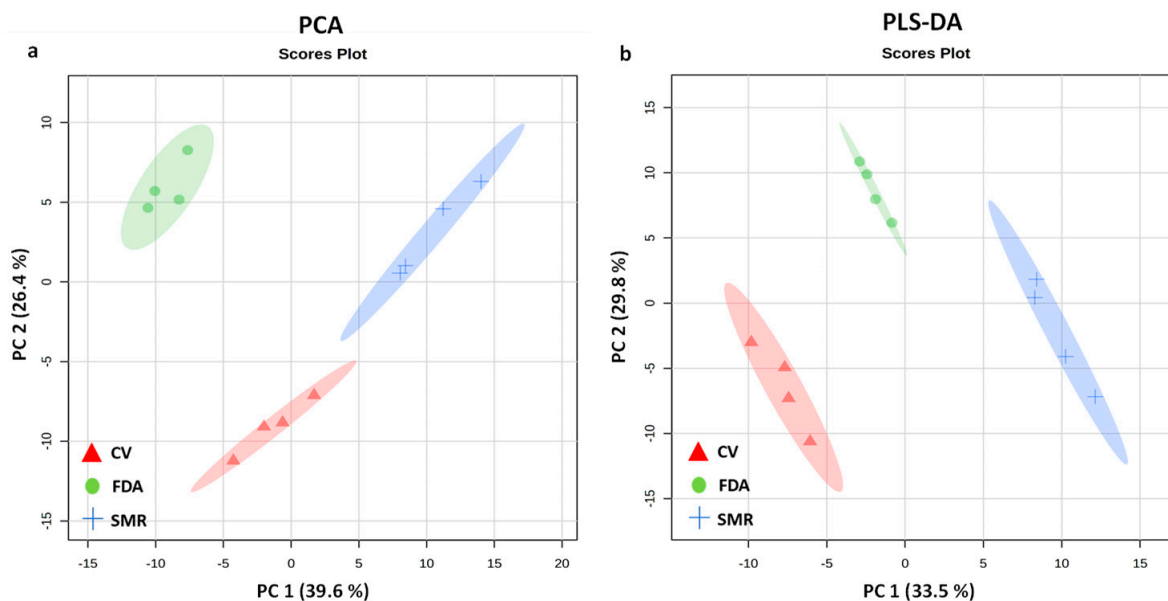 PCA
a
Scores Plot
PC 2 (26.4 %)
10
5
0
-5
-10
-15
CV
FDA
SMR
-15
-10
-5
0
5
10
15
20
PC 1 (39.6 %)
PLS-DA
b
Scores Plot
PC 2 (29.8 %)
15
10
5
0
-5
-10
-15
CV
FDA
SMR
-10
-5
0
5
10
15
PC 1 (33.5 %)